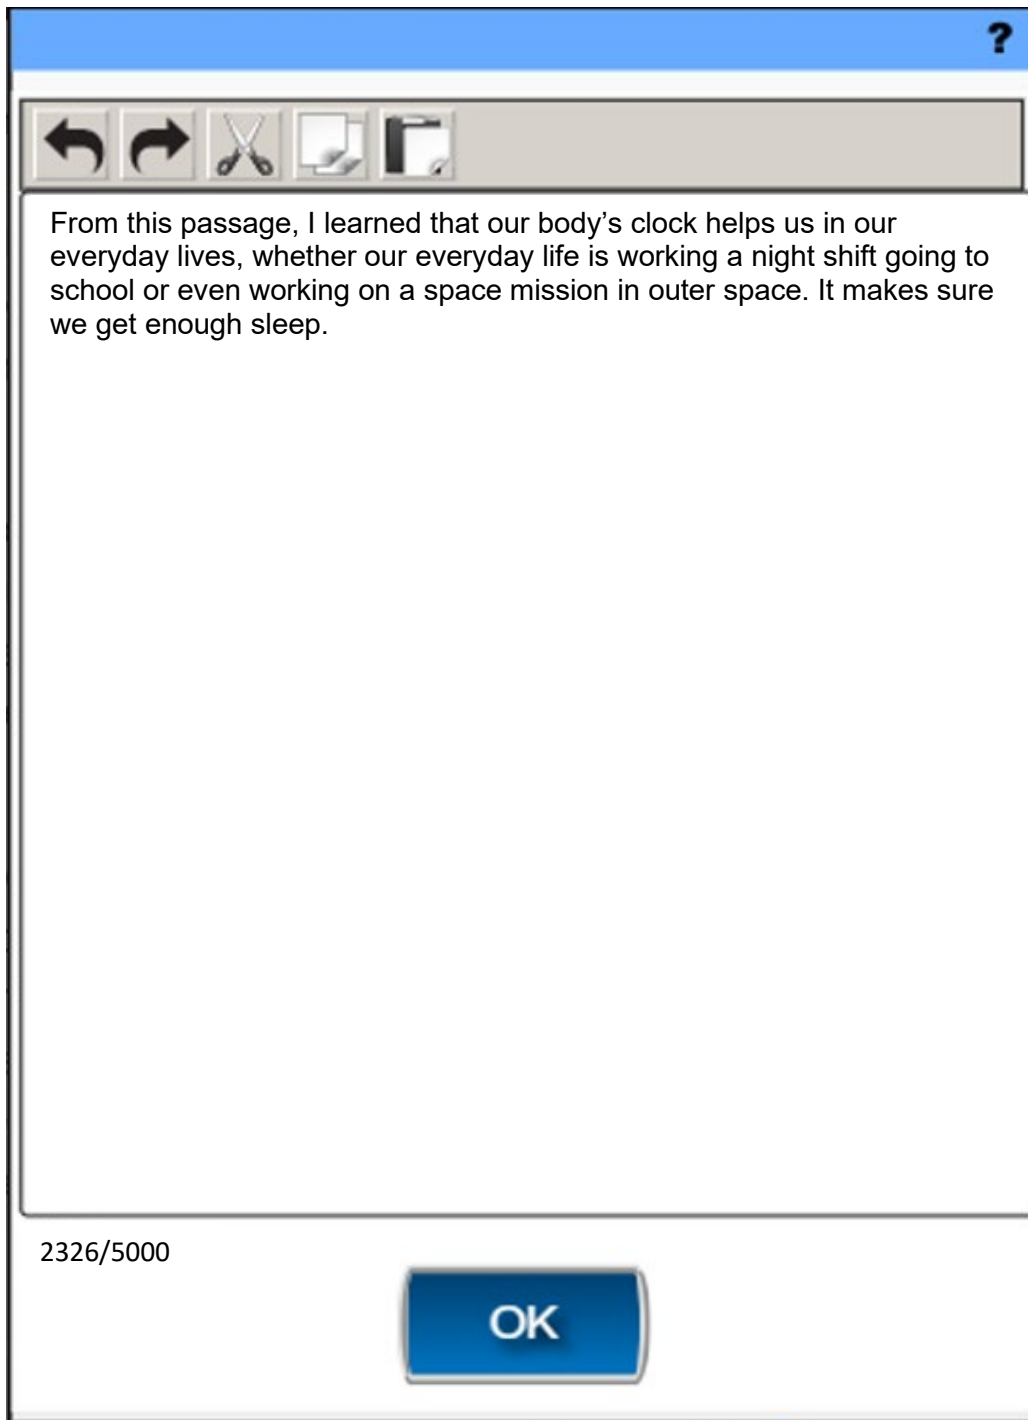 ?
From this passage, I learned that our body’s clock helps us in our
everyday lives, whether our everyday life is working a night shift going to
school or even working on a space mission in outer space. It makes sure
we get enough sleep.
2326/5000
OK